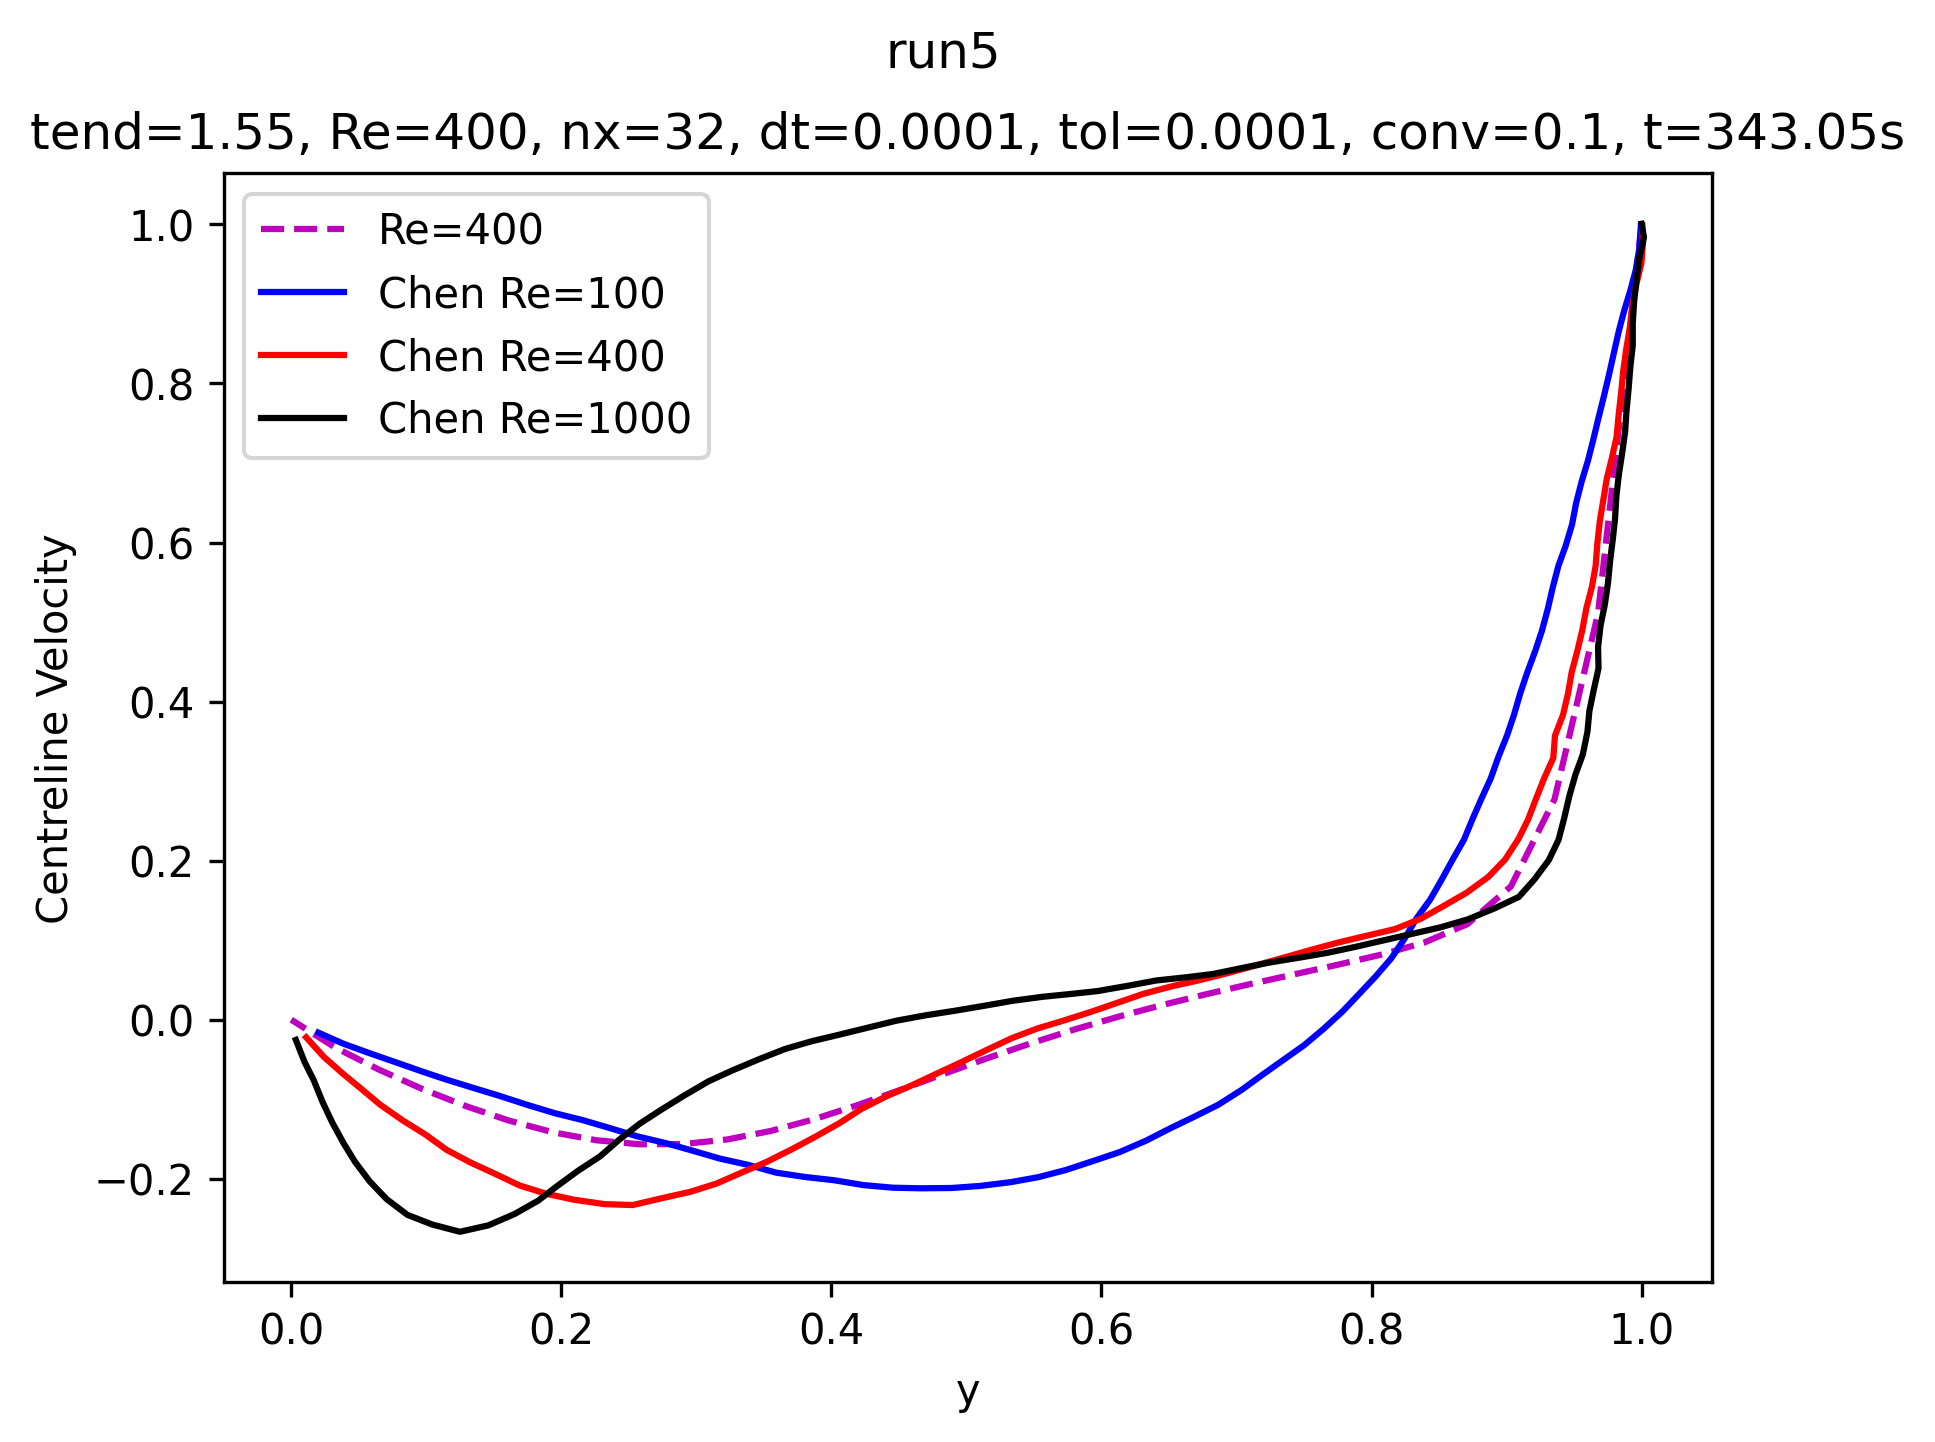 run5
tend=1.55, Re=400, nx=32, dt=0.0001, tol=0.0001, conv=0.1, t=343.05s
Re=400
Chen Re=100
Chen Re=400
Chen Re=1000
Centreline Velocity
1.0
0.8
0.6
0.4
0.2
0.0
−0.2
0.0 0.2 0.4 0.6 0.8 1.0
y